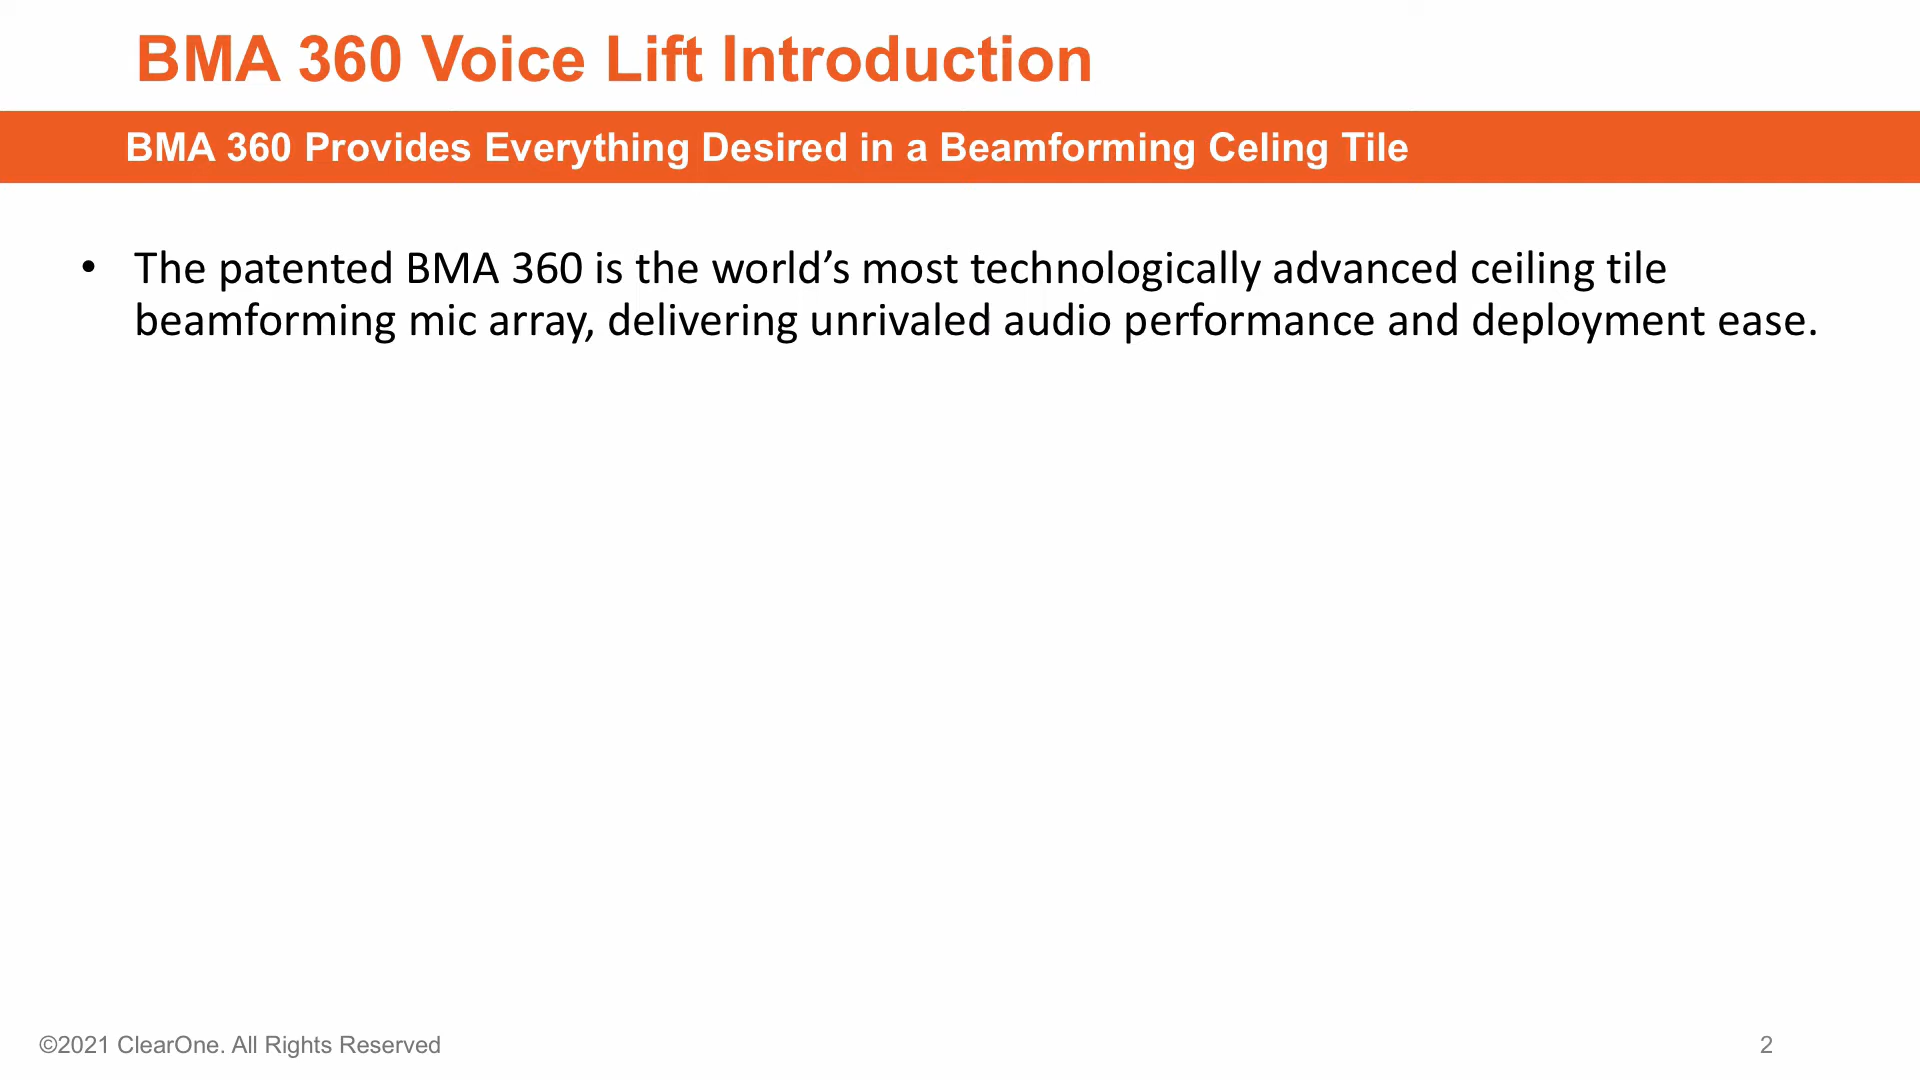 BMA 360 Voice Lift Introduction
BMA 360 Provides Everything Desired in a Beamforming Celing Tile
• The patented BMA 360 is the world’s most technologically advanced ceiling tile
beamforming mic array, delivering unrivaled audio performance and deployment ease.
©2021 ClearOne. All Rights Reserved
2